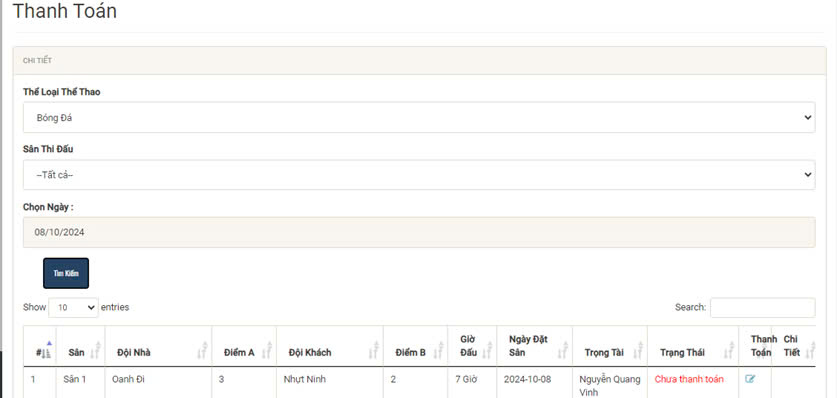 Thanh Toán
CHI TIẾT
Thể Loại Thể Thao
Bóng Đá
Sân Thi Đấu
--Tất cả--
Chọn Ngày :
08/10/2024
Tìm Kiếm
Show 10 entries Search:
# Sân Đội Nhà Điểm A Đội Khách Điểm B Giờ Đấu Ngày Đặt Sân Trọng Tài Trạng Thái Thanh Toán Chi Tiết
1 Sân 1 Oanh Đi 3 Nhựt Ninh 2 7 Giờ 2024-10-08 Nguyễn Quang Vinh Chưa thanh toán